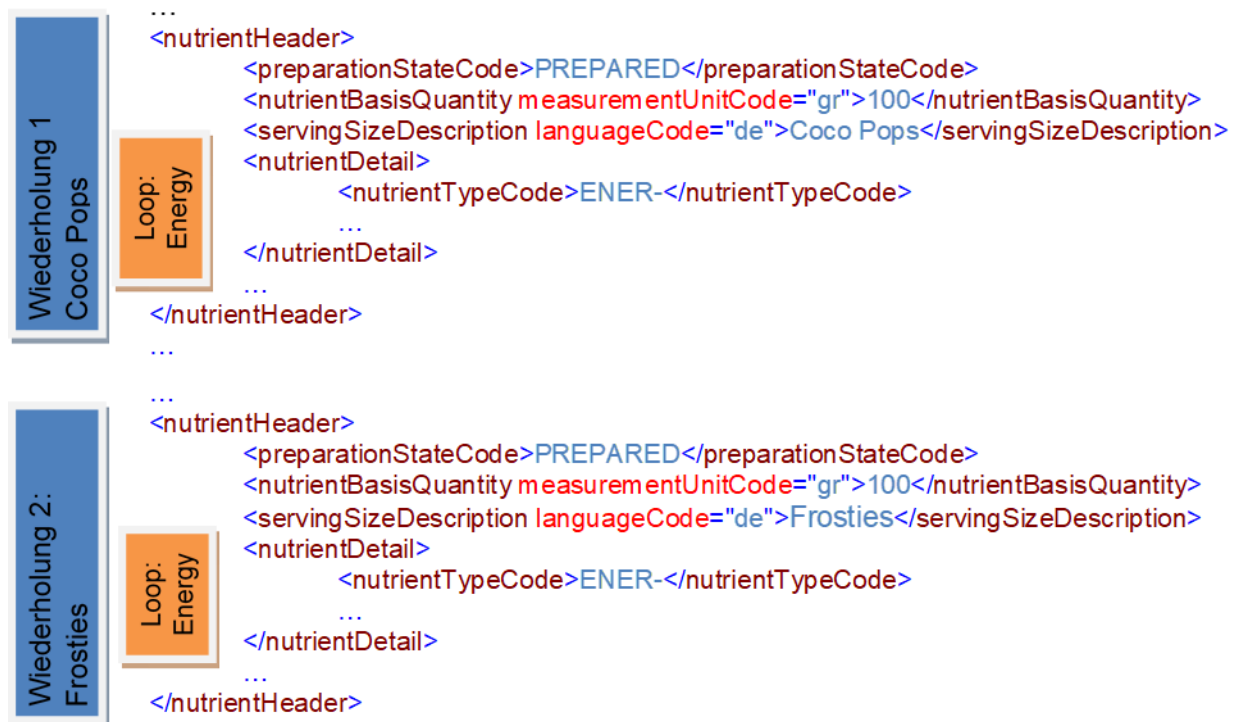 ...
<nutrientHeader>
<preparationStateCode>PREPARED</preparationStateCode>
<nutrientBasisQuantity measurementUnitCode="gr">100</nutrientBasisQuantity>
<servingSizeDescription languageCode="de">Coco Pops</servingSizeDescription>
<nutrientDetail>
<nutrientTypeCode>ENER-</nutrientTypeCode>
...
</nutrientDetail>
...
</nutrientHeader>
...
Wiederholung 1
Coco Pops
Loop:
Energy
...
<nutrientHeader>
<preparationStateCode>PREPARED</preparationStateCode>
<nutrientBasisQuantity measurementUnitCode="gr">100</nutrientBasisQuantity>
<servingSizeDescription languageCode="de">Frosties</servingSizeDescription>
<nutrientDetail>
<nutrientTypeCode>ENER-</nutrientTypeCode>
...
</nutrientDetail>
...
</nutrientHeader>
Wiederholung 2:
Frosties
Loop:
Energy